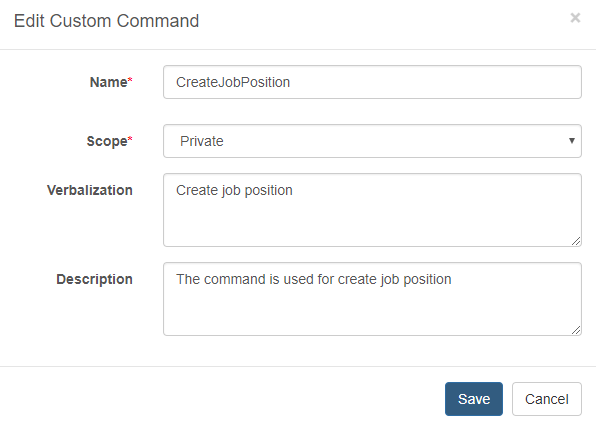 Edit Custom Command ×
Name* CreateJobPosition
Scope* Private
Verbalization Create job position
Description The command is used for create job position
Save Cancel